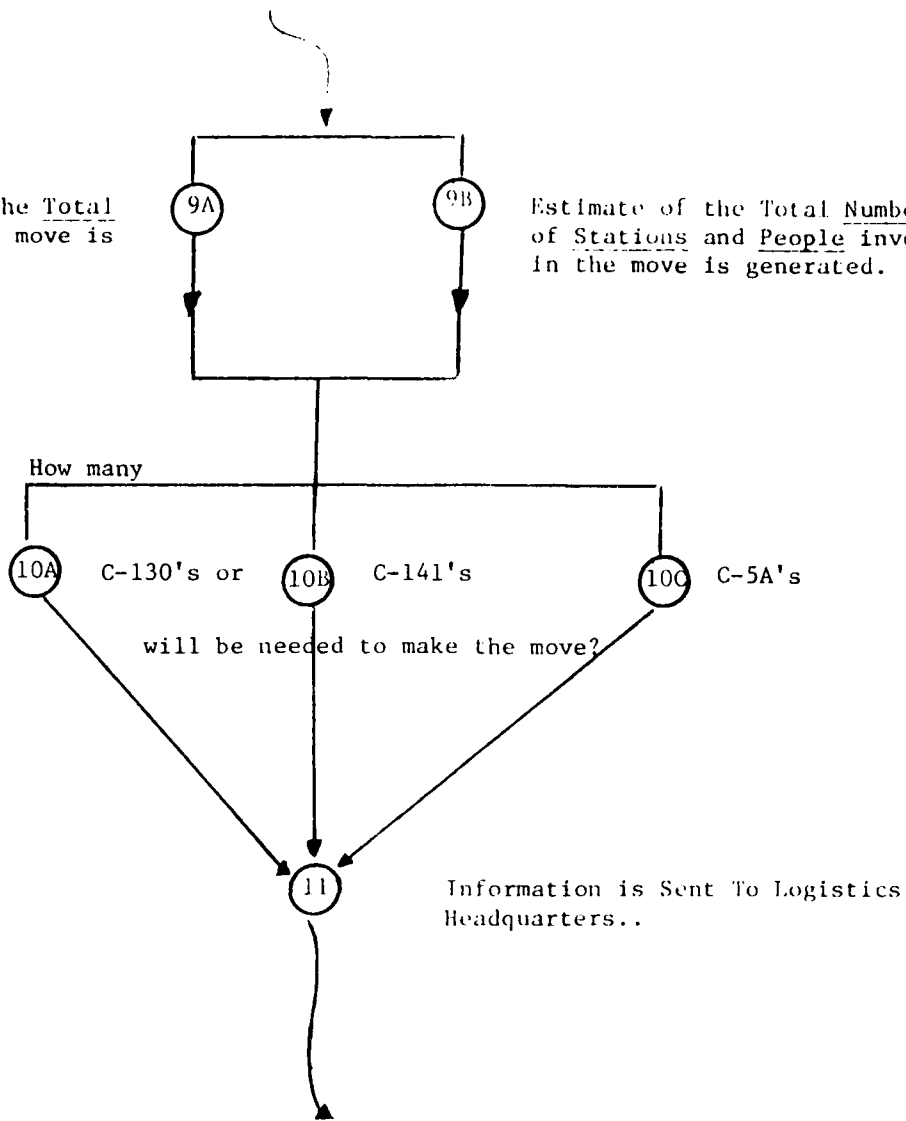 he Total
move is
9A
9B
Estimate of the Total Numbe
of Stations and People inve
in the move is generated.
How many
10A C-130's or 10B C-141's 10C C-5A's
will be needed to make the move?
11
Information is Sent To Logistics
Headquarters..